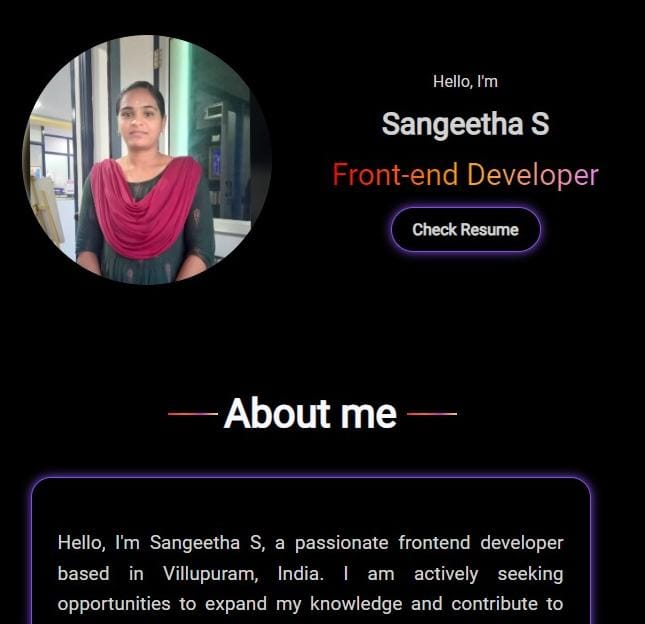 Hello, I'm
Sangeetha S
Front-end Developer
Check Resume
About me
Hello, I'm Sangeetha S, a passionate frontend developer
based in Villupuram, India. I am actively seeking
opportunities to expand my knowledge and contribute to